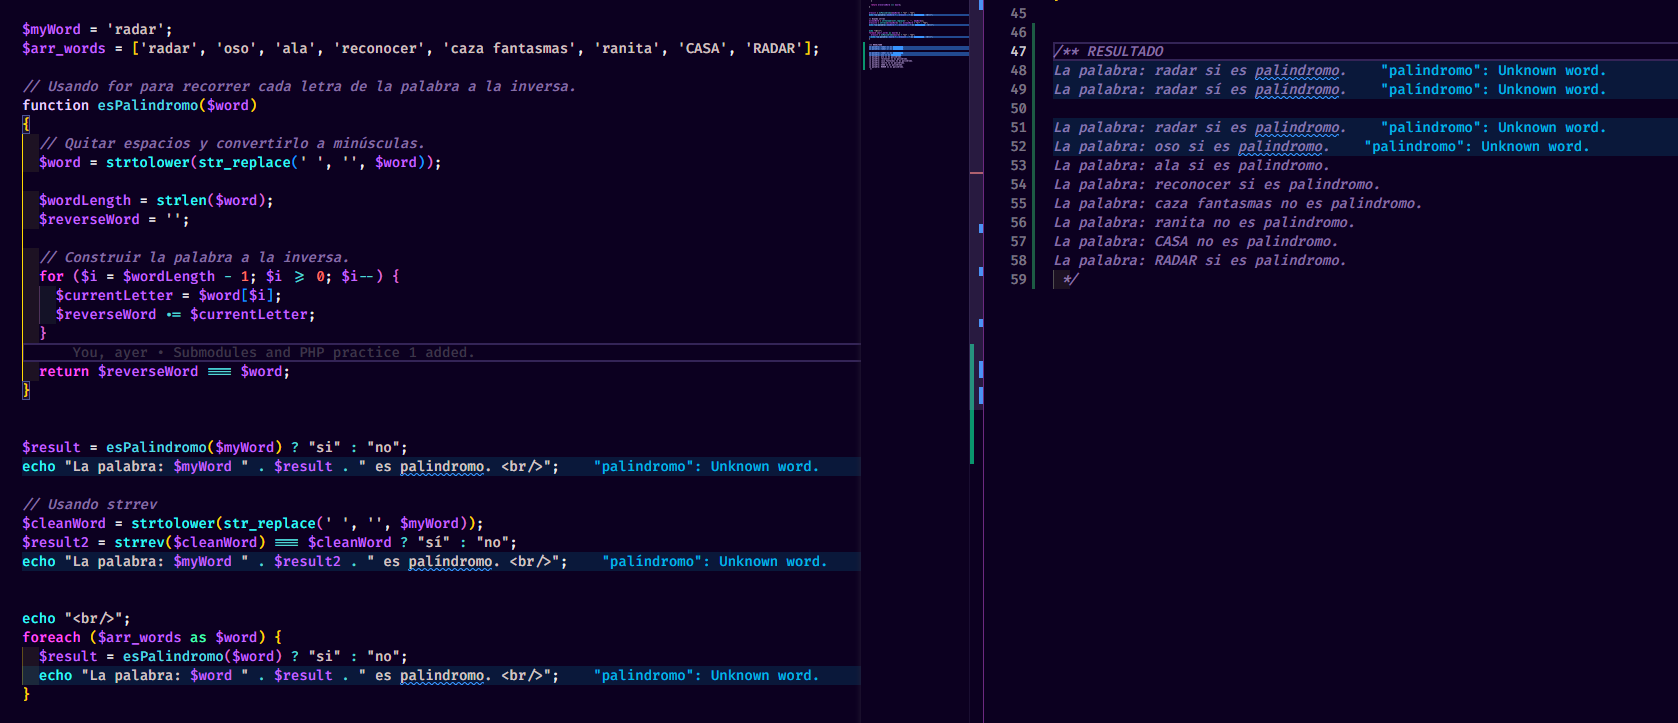 $myWord = 'radar';
$arr_words = ['radar', 'oso', 'ala', 'reconocer', 'caza fantasmas', 'ranita', 'CASA', 'RADAR'];
// Usando for para recorrer cada letra de la palabra a la inversa.
function esPalindromo($word)
{
// Quitar espacios y convertirlo a minúsculas.
$word = strtolower(str_replace(' ', '', $word));
$wordLength = strlen($word);
$reverseWord = '';
// Construir la palabra a la inversa.
for ($i = $wordLength - 1; $i >= 0; $i--) {
$currentLetter = $word[$i];
$reverseWord .= $currentLetter;
}
You, ayer • Submodules and PHP practice 1 added.
return $reverseWord === $word;
}
$result = esPalindromo($myWord) ? "si" : "no";
echo "La palabra: $myWord " . $result . " es palindromo. <br/>"; "palindromo": Unknown word.
// Usando strrev
$cleanWord = strtolower(str_replace(' ', '', $myWord));
$result2 = strrev($cleanWord) === $cleanWord ? "sí" : "no";
echo "La palabra: $myWord " . $result2 . " es palíndromo. <br/>"; "palíndromo": Unknown word.
echo "<br/>";
foreach ($arr_words as $word) {
$result = esPalindromo($word) ? "si" : "no";
echo "La palabra: $word " . $result . " es palindromo. <br/>"; "palindromo": Unknown word.
}
45
46
47 /** RESULTADO
48 La palabra: radar si es palindromo. "palindromo": Unknown word.
49 La palabra: radar sí es palíndromo. "palíndromo": Unknown word.
50
51 La palabra: radar si es palindromo. "palindromo": Unknown word.
52 La palabra: oso si es palindromo. "palindromo": Unknown word.
53 La palabra: ala si es palindromo.
54 La palabra: reconocer si es palindromo.
55 La palabra: caza fantasmas no es palindromo.
56 La palabra: ranita no es palindromo.
57 La palabra: CASA no es palindromo.
58 La palabra: RADAR si es palindromo.
59 */